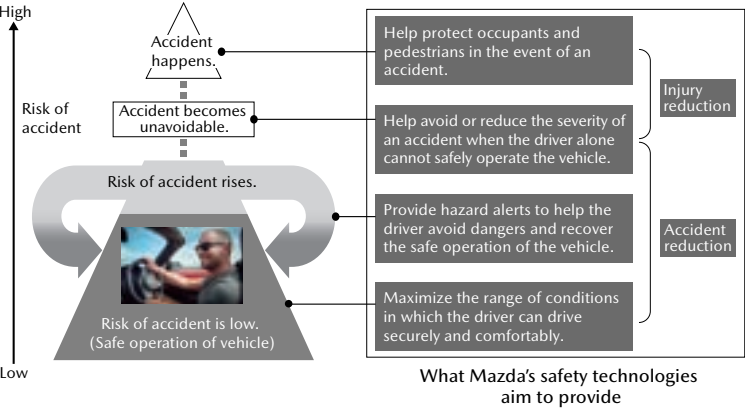 High
Risk of
accident
Low
Accident
happens.
Accident becomes
unavoidable.
Risk of accident rises.
Risk of accident is low.
(Safe operation of vehicle)
Help protect occupants and
pedestrians in the event of an
accident.
Help avoid or reduce the severity of
an accident when the driver alone
cannot safely operate the vehicle.
Provide hazard alerts to help the
driver avoid dangers and recover
the safe operation of the vehicle.
Maximize the range of conditions
in which the driver can drive
securely and comfortably.
Injury
reduction
Accident
reduction
What Mazda's safety technologies
aim to provide